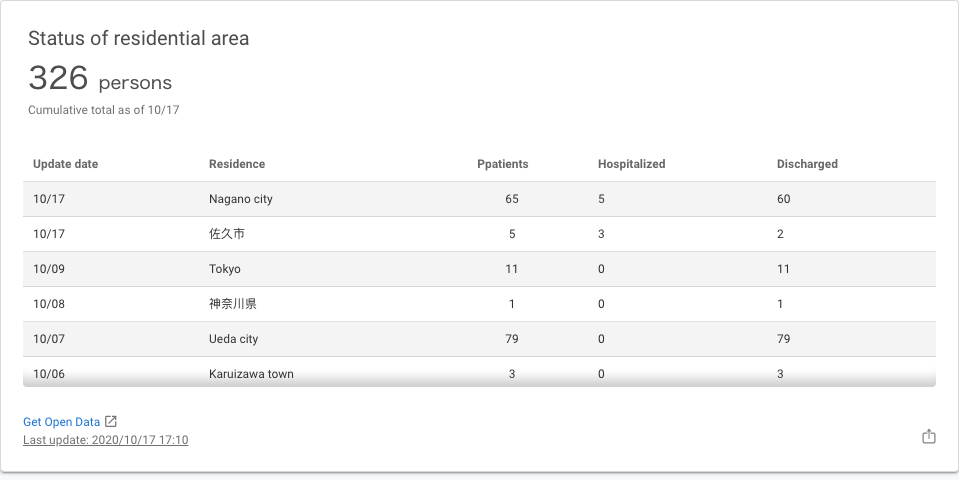 Status of residential area
326 persons
Cumulative total as of 10/17
Update date Residence Ppatients Hospitalized Discharged
10/17 Nagano city 65 5 60
10/17 佐久市 5 3 2
10/09 Tokyo 11 0 11
10/08 神奈川県 1 0 1
10/07 Ueda city 79 0 79
10/06 Karuizawa town 3 0 3
Get Open Data
Last update: 2020/10/17 17:10